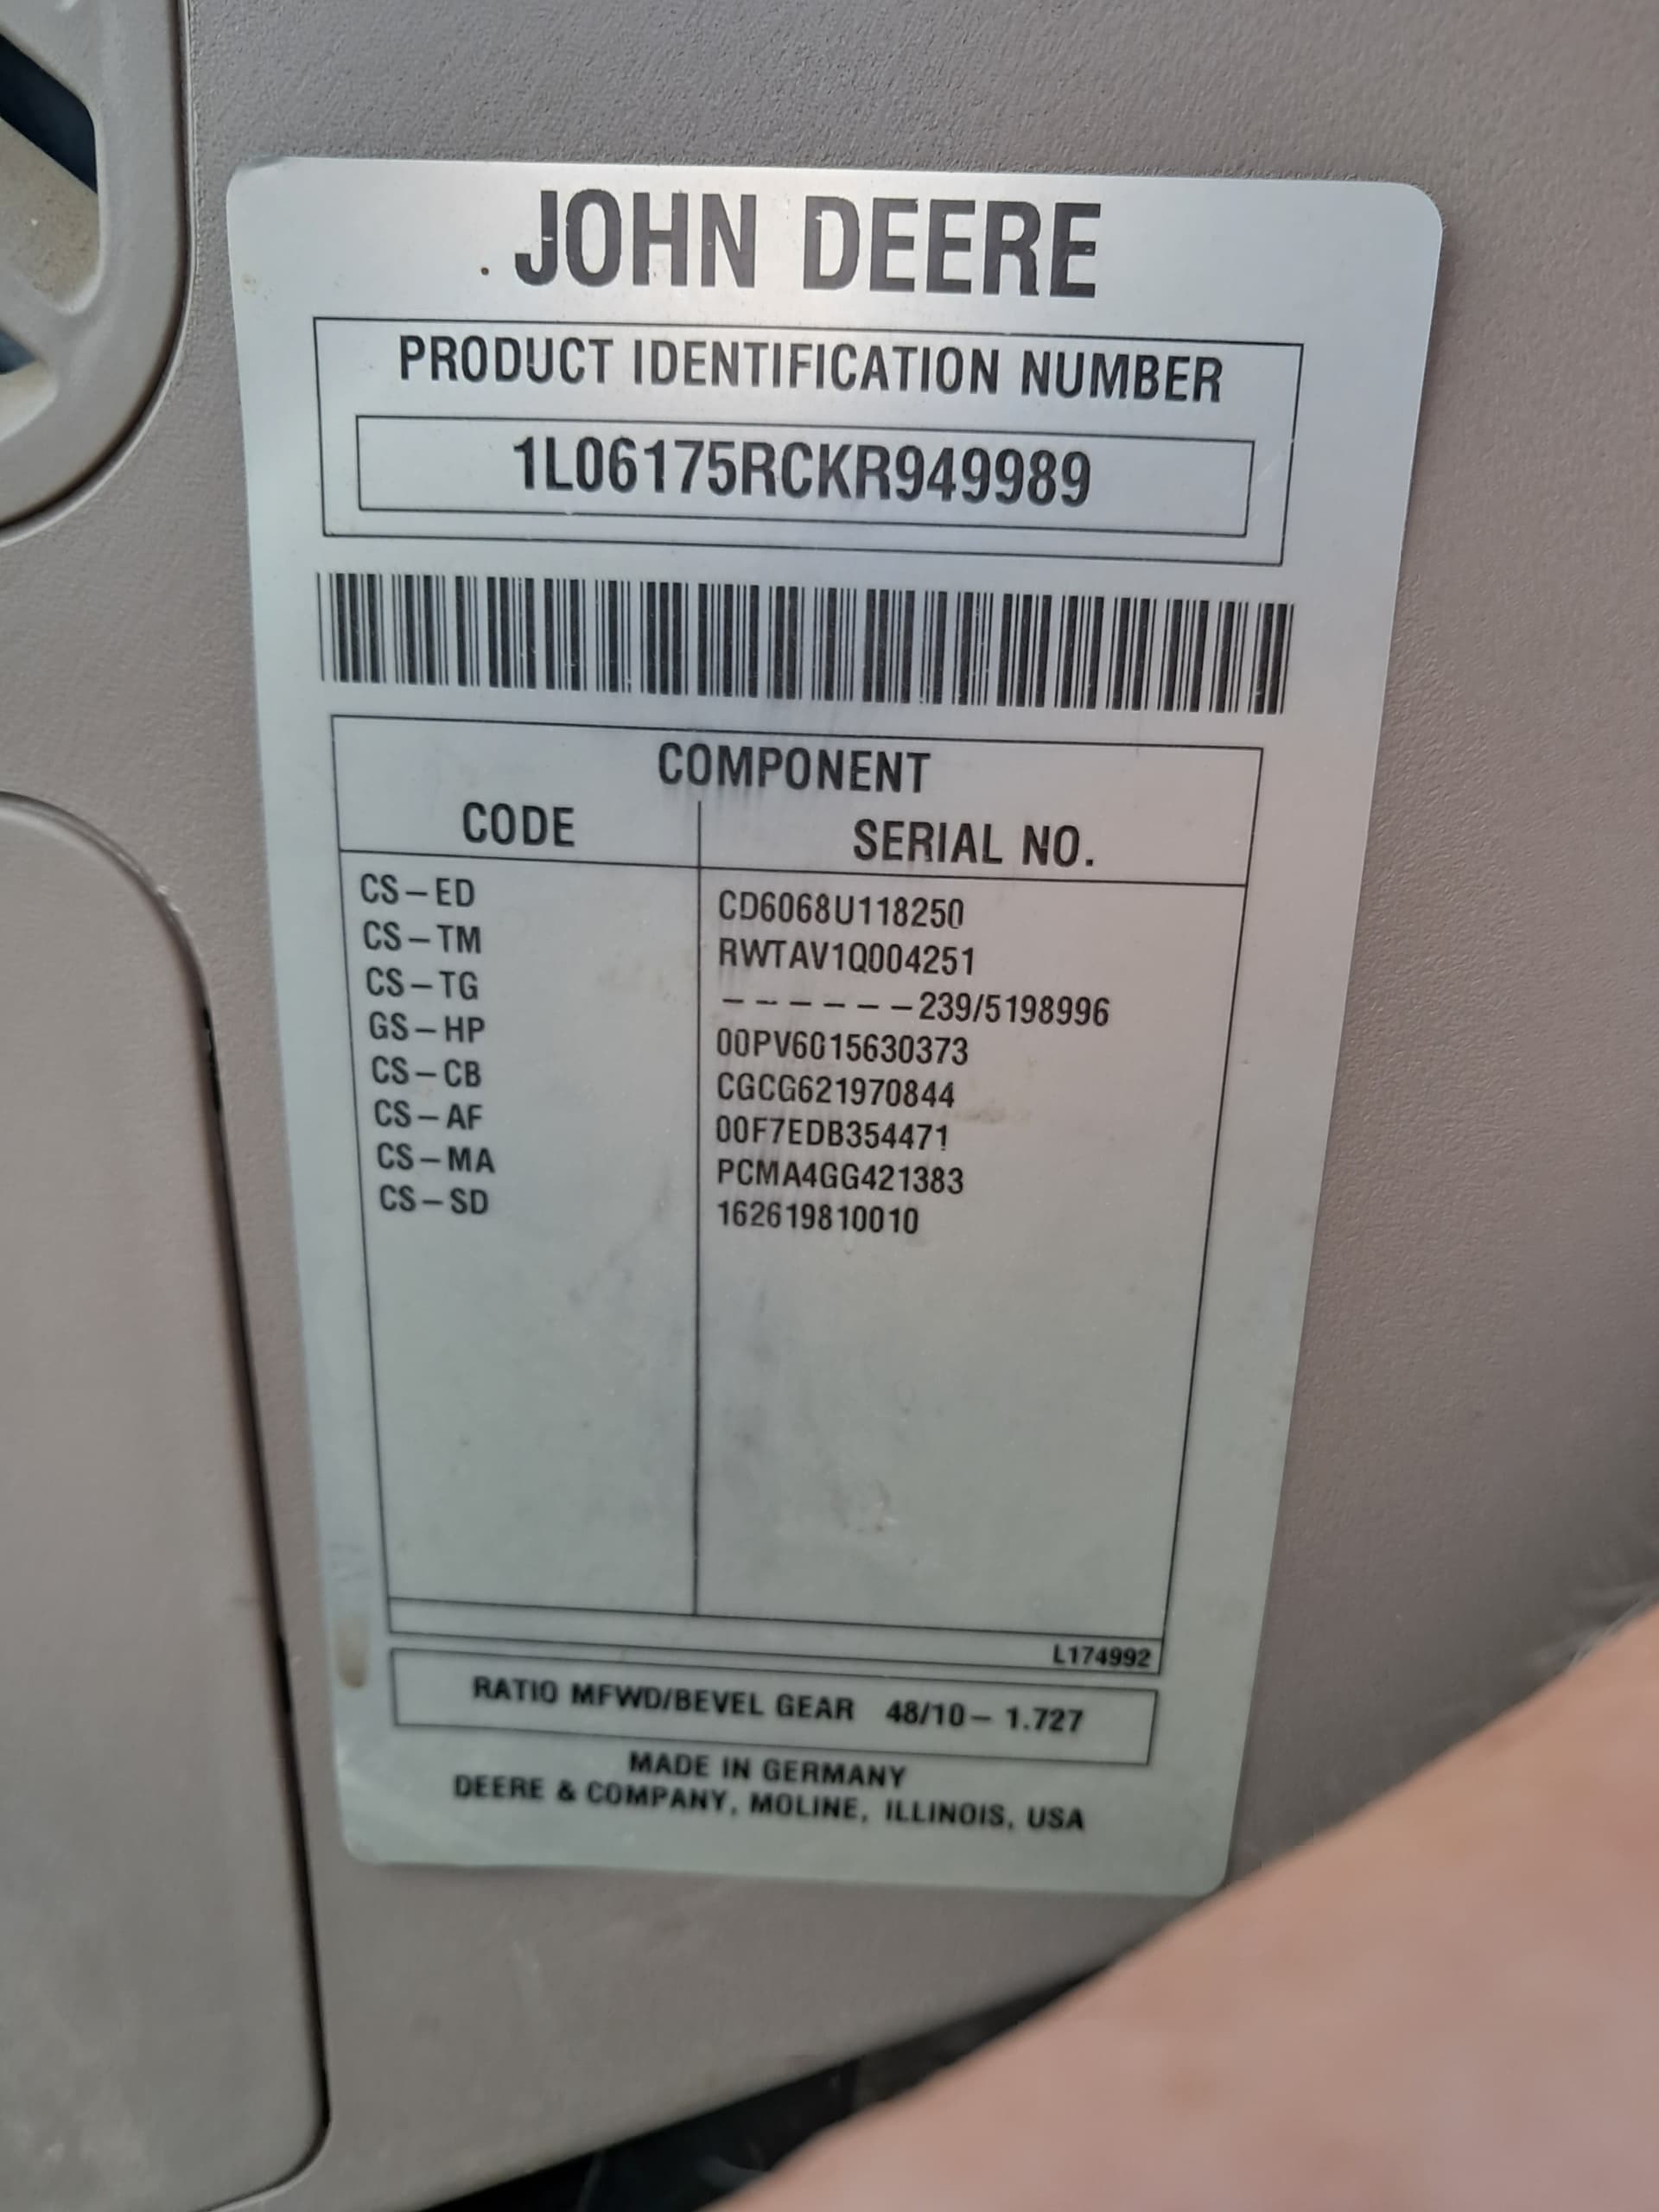 JOHN DEERE
PRODUCT IDENTIFICATION NUMBER
1L06175RCKR949989
COMPONENT
CODE SERIAL NO.
CS-ED CD6068U118250
CS-TM RWTAV1Q004251
CS-TG ------239/5198996
GS-HP 00PV6015630373
CS-CB CGCG621970844
CS-AF 00F7EDB354471
CS-MA PCMA4GG421383
CS-SD 162619810010
L174992
RATIO MFWD/BEVEL GEAR 48/10- 1.727
MADE IN GERMANY
DEERE & COMPANY, MOLINE, ILLINOIS, USA